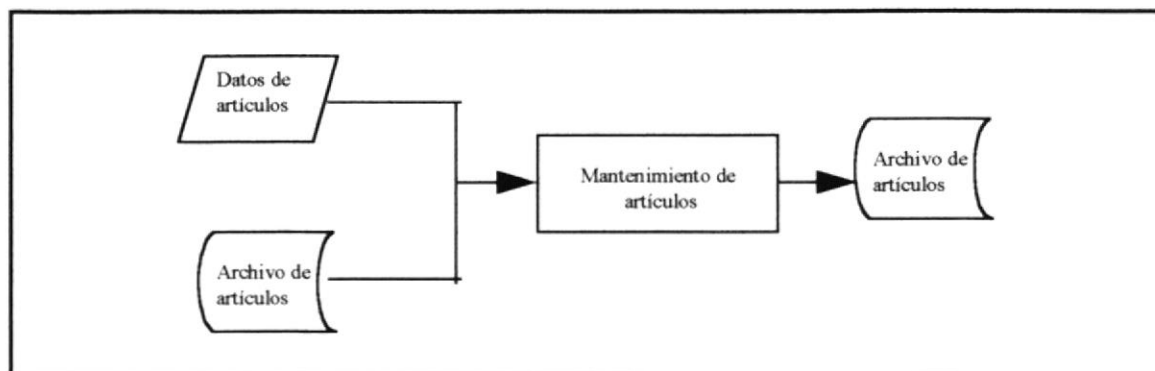 Datos de
artículos
Mantenimiento de
artículos
Archivo de
artículos
Archivo de
artículos